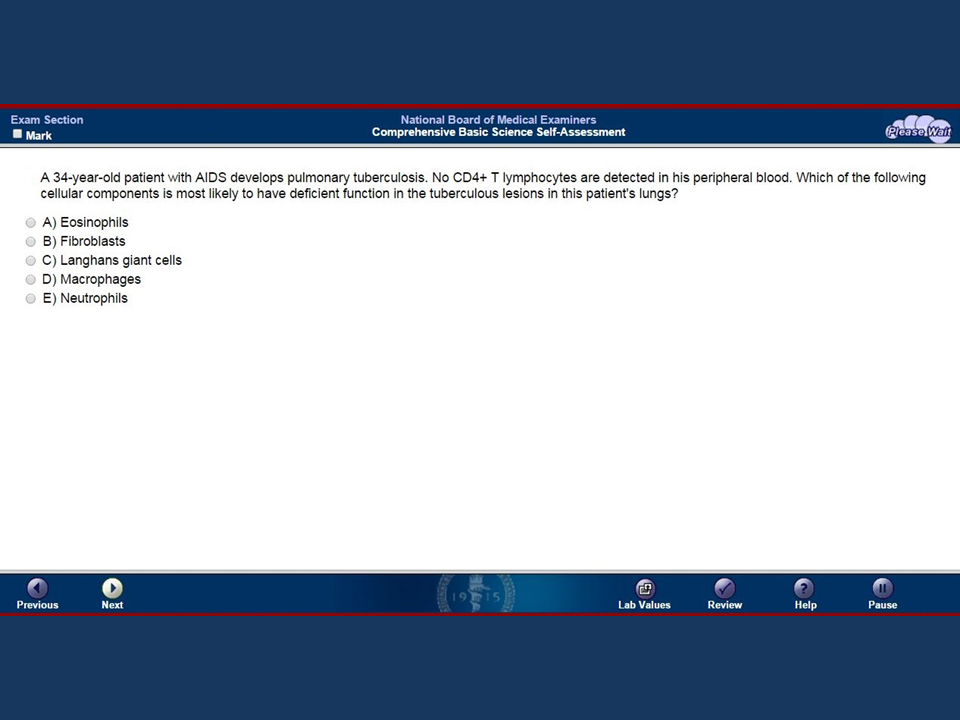 Exam Section
Mark
National Board of Medical Examiners
Comprehensive Basic Science Self-Assessment
Please Wait
A 34-year-old patient with AIDS develops pulmonary tuberculosis. No CD4+ T lymphocytes are detected in his peripheral blood. Which of the following
cellular components is most likely to have deficient function in the tuberculous lesions in this patient's lungs?
A) Eosinophils
B) Fibroblasts
C) Langhans giant cells
D) Macrophages
E) Neutrophils
Previous
Next
1915
Lab Values
Review
Help
Pause